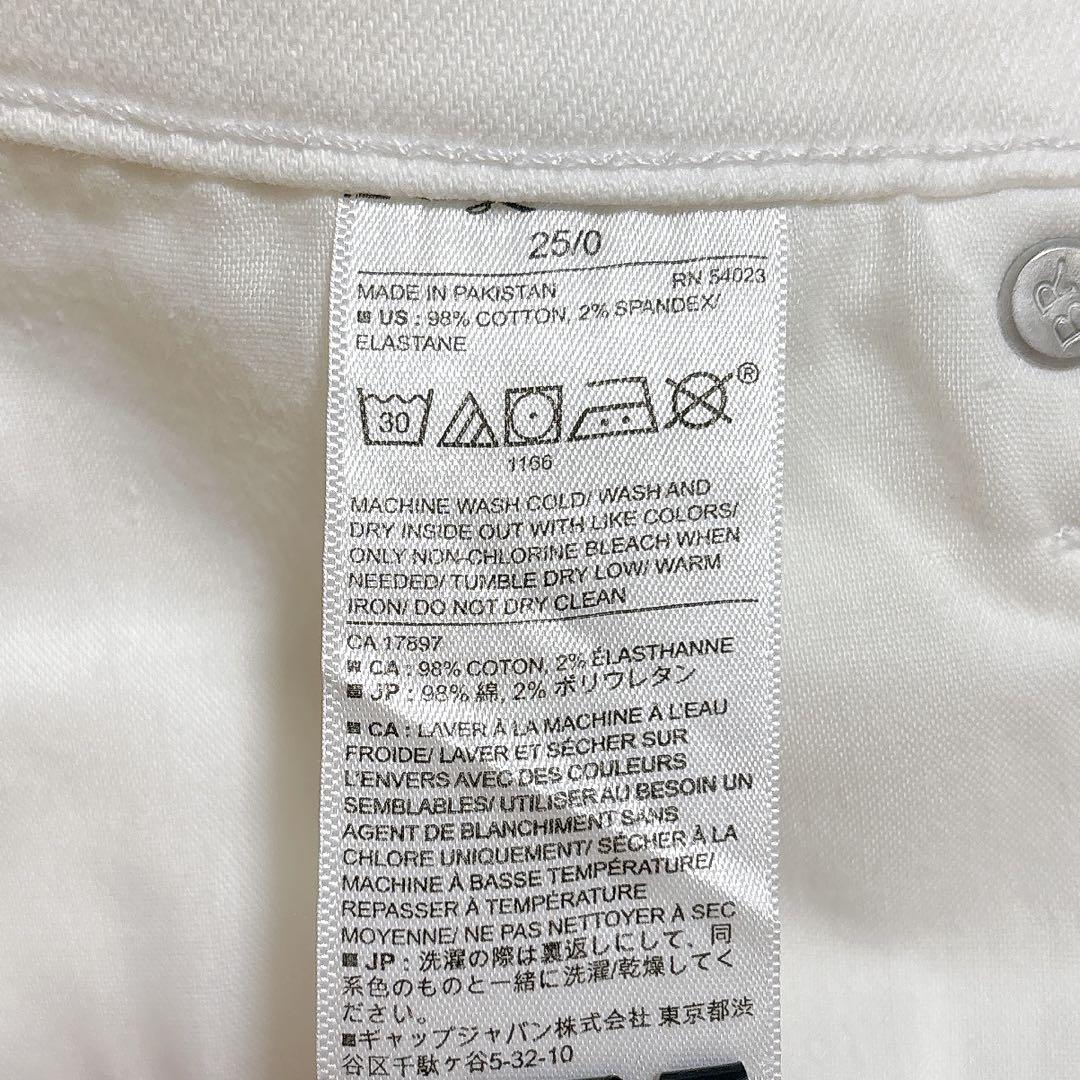 25/0
RN 54023
MADE IN PAKISTAN
US : 98% COTTON, 2% SPANDEX/
ELASTANE
30
®
1166
MACHINE WASH COLD/ WASH AND
DRY INSIDE OUT WITH LIKE COLORS/
ONLY NON-CHLORINE BLEACH WHEN
NEEDED/ TUMBLE DRY LOW/ WARM
IRON/ DO NOT DRY CLEAN
CA 17897
CA : 98% COTON, 2% ÉLASTHANNE
JP : 98% 綿, 2% ポリウレタン
CA : LAVER À LA MACHINE À L'EAU
FROIDE/ LAVER ET SÉCHER SUR
L'ENVERS AVEC DES COULEURS
SEMBLABLES/ UTILISER AU BESOIN UN
AGENT DE BLANCHIMENT SANS
CHLORE UNIQUEMENT/ SÉCHER À LA
MACHINE À BASSE TEMPÉRATURE/
REPASSER À TEMPÉRATURE
MOYENNE/ NE PAS NETTOYER À SEC
JP : 洗濯の際は裏返しにして、同
系色のものと一緒に洗濯/乾燥してく
ださい。
ギャップジャパン株式会社 東京都渋
谷区千駄ケ谷5-32-10